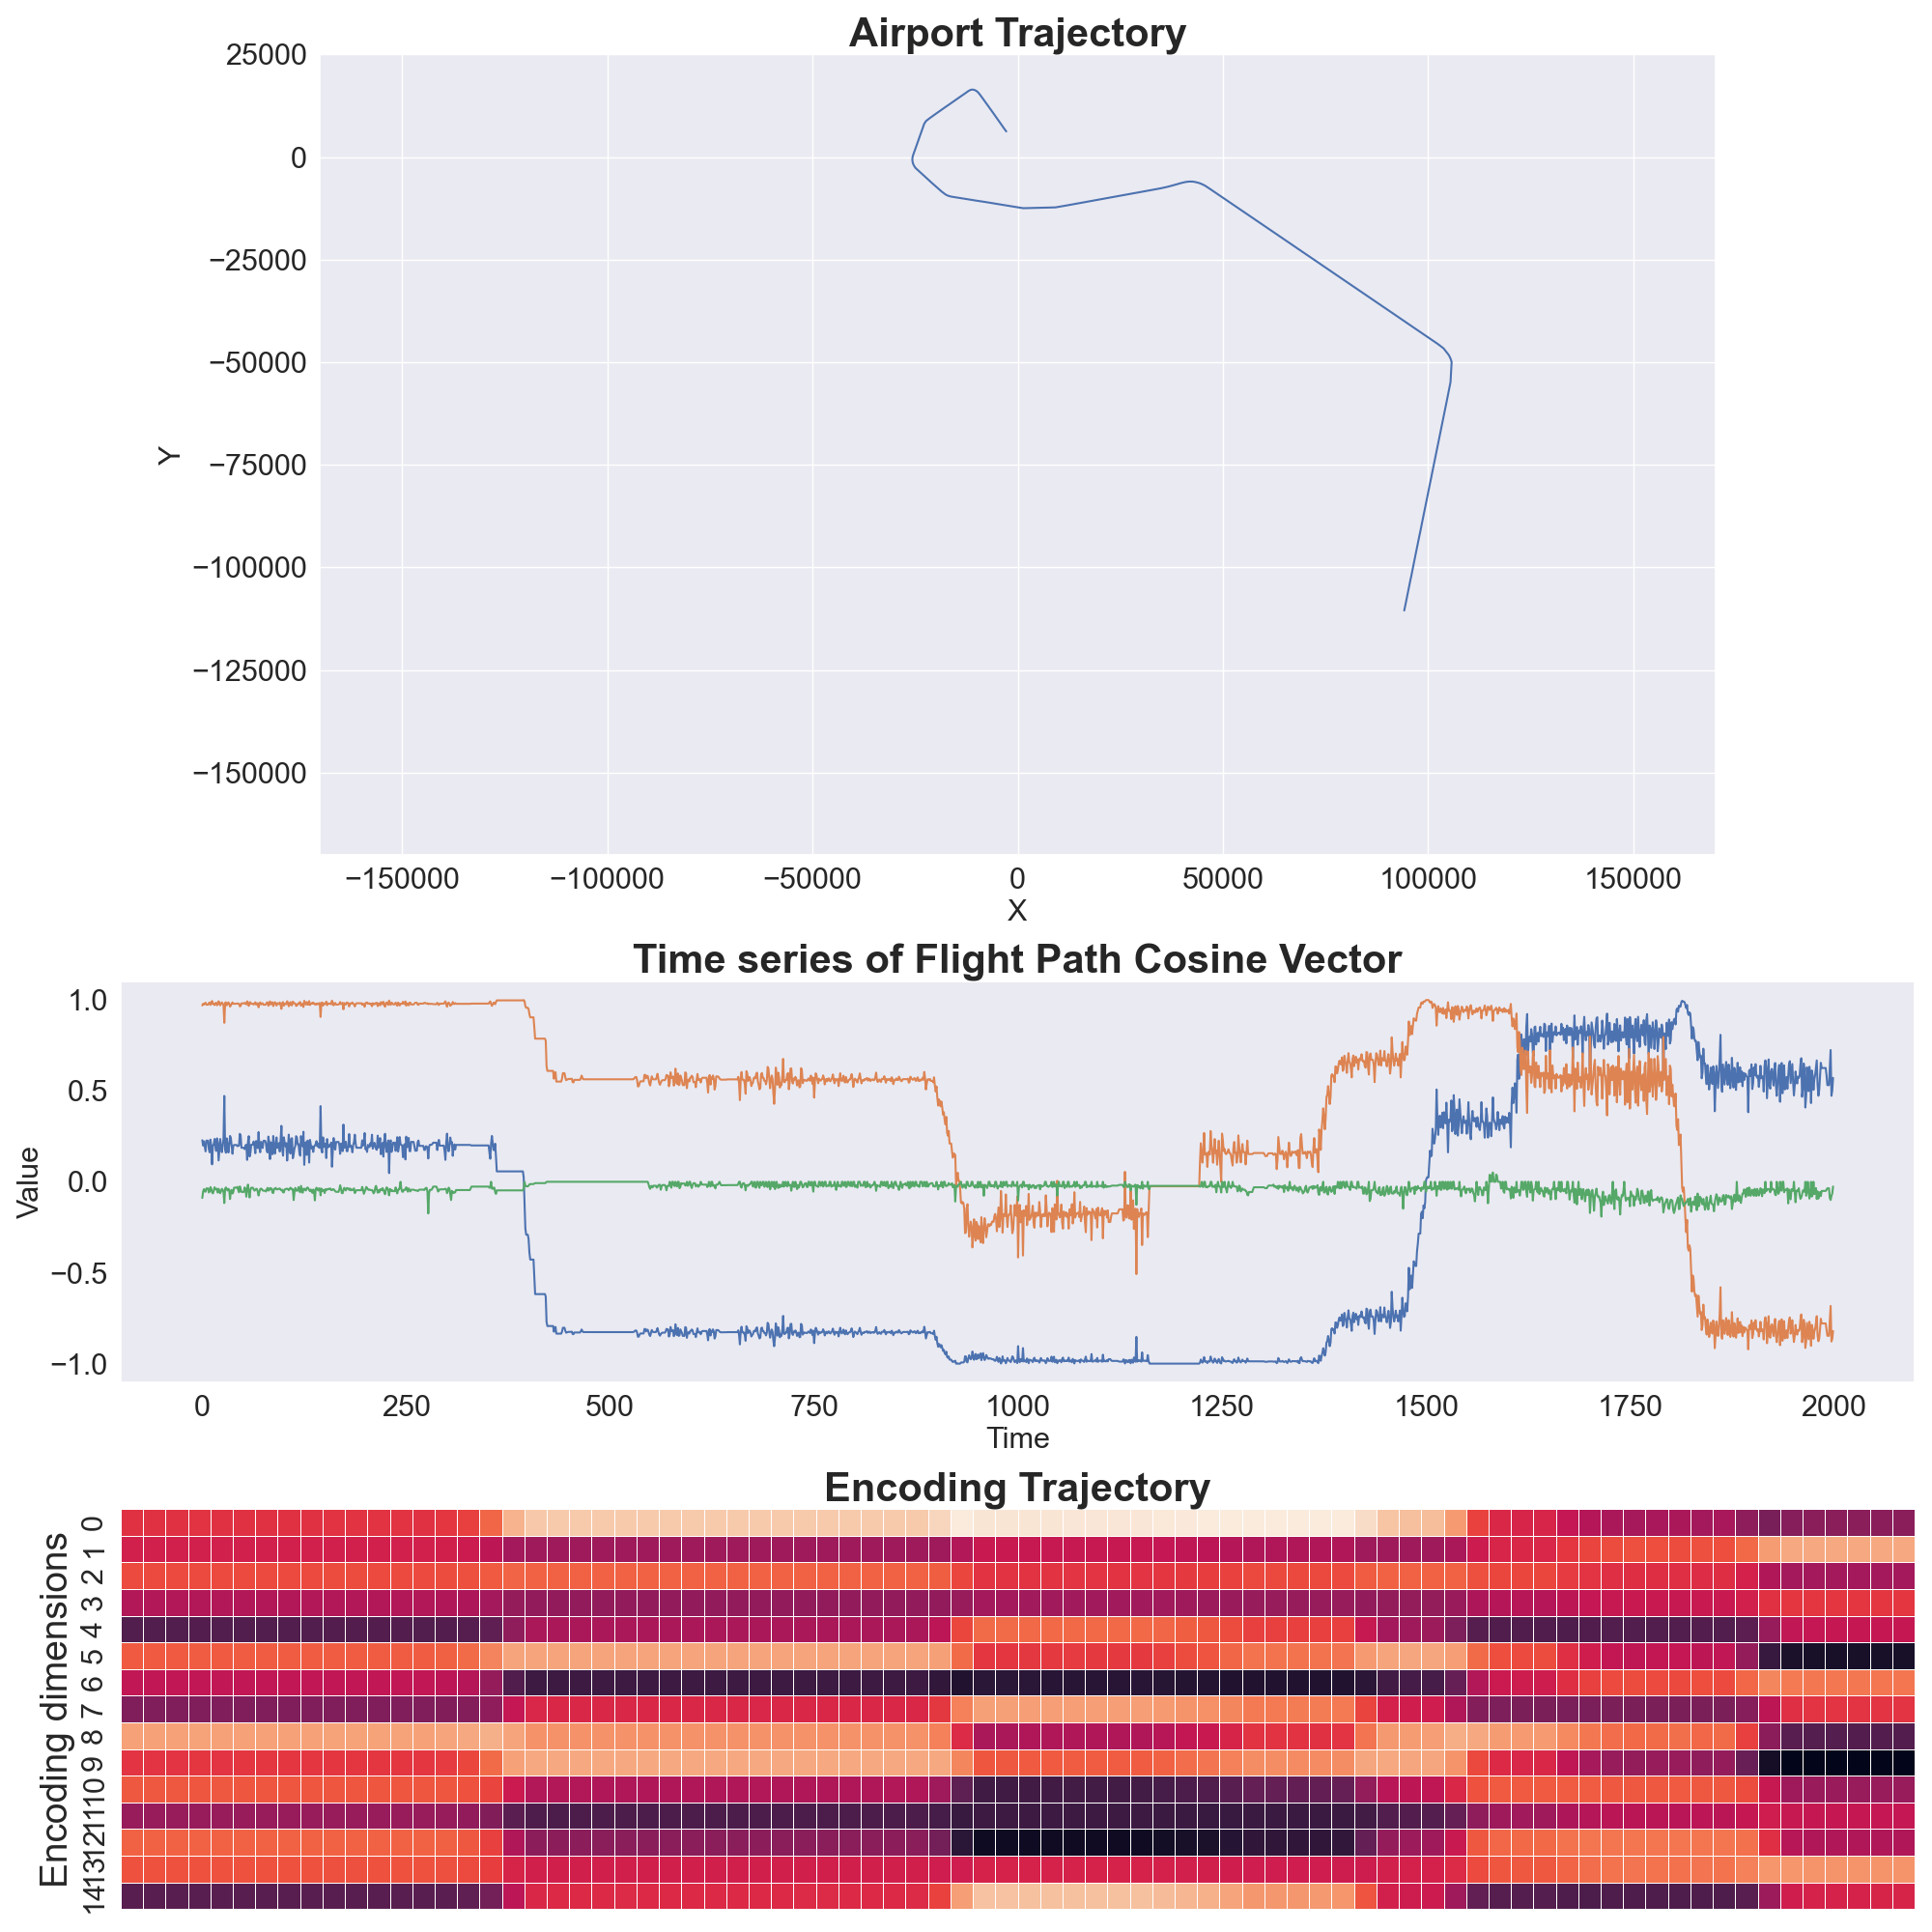 Airport Trajectory
25000
0
−25000
−50000
−75000
−100000
−125000
−150000
Y
−150000 −100000 −50000 0 50000 100000 150000
X
Time series of Flight Path Cosine Vector
1.0
0.5
0.0
−0.5
−1.0
Value
0 250 500 750 1000 1250 1500 1750 2000
Time
Encoding Trajectory
Encoding dimensions
0
1
2
3
4
5
6
7
8
9
10
11
12
13
14